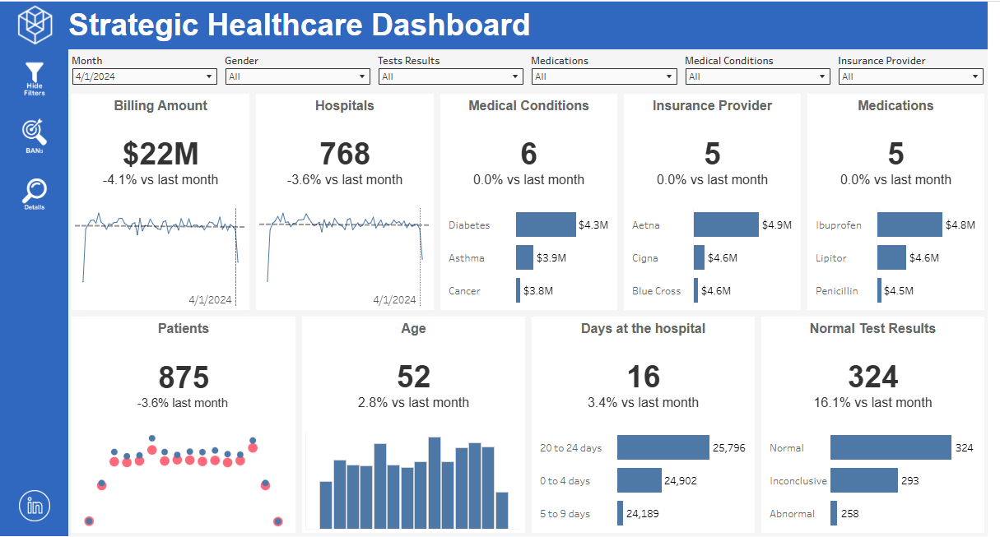 Strategic Healthcare Dashboard
Hide
Filters
BANs
Details
in
Month
4/1/2024
Gender
All
Tests Results
All
Medications
All
Medical Conditions
All
Insurance Provider
All
Billing Amount
$22M
-4.1% vs last month
4/1/2024
Hospitals
768
-3.6% vs last month
4/1/2024
Medical Conditions
6
0.0% vs last month
Diabetes $4.3M
Asthma $3.9M
Cancer $3.8M
Insurance Provider
5
0.0% vs last month
Aetna $4.9M
Cigna $4.6M
Blue Cross $4.6M
Medications
5
0.0% vs last month
Ibuprofen $4.8M
Lipitor $4.6M
Penicillin $4.5M
Patients
875
-3.6% last month
Age
52
2.8% vs last month
Days at the hospital
16
3.4% vs last month
20 to 24 days 25,796
0 to 4 days 24,902
5 to 9 days 24,189
Normal Test Results
324
16.1% vs last month
Normal 324
Inconclusive 293
Abnormal 258